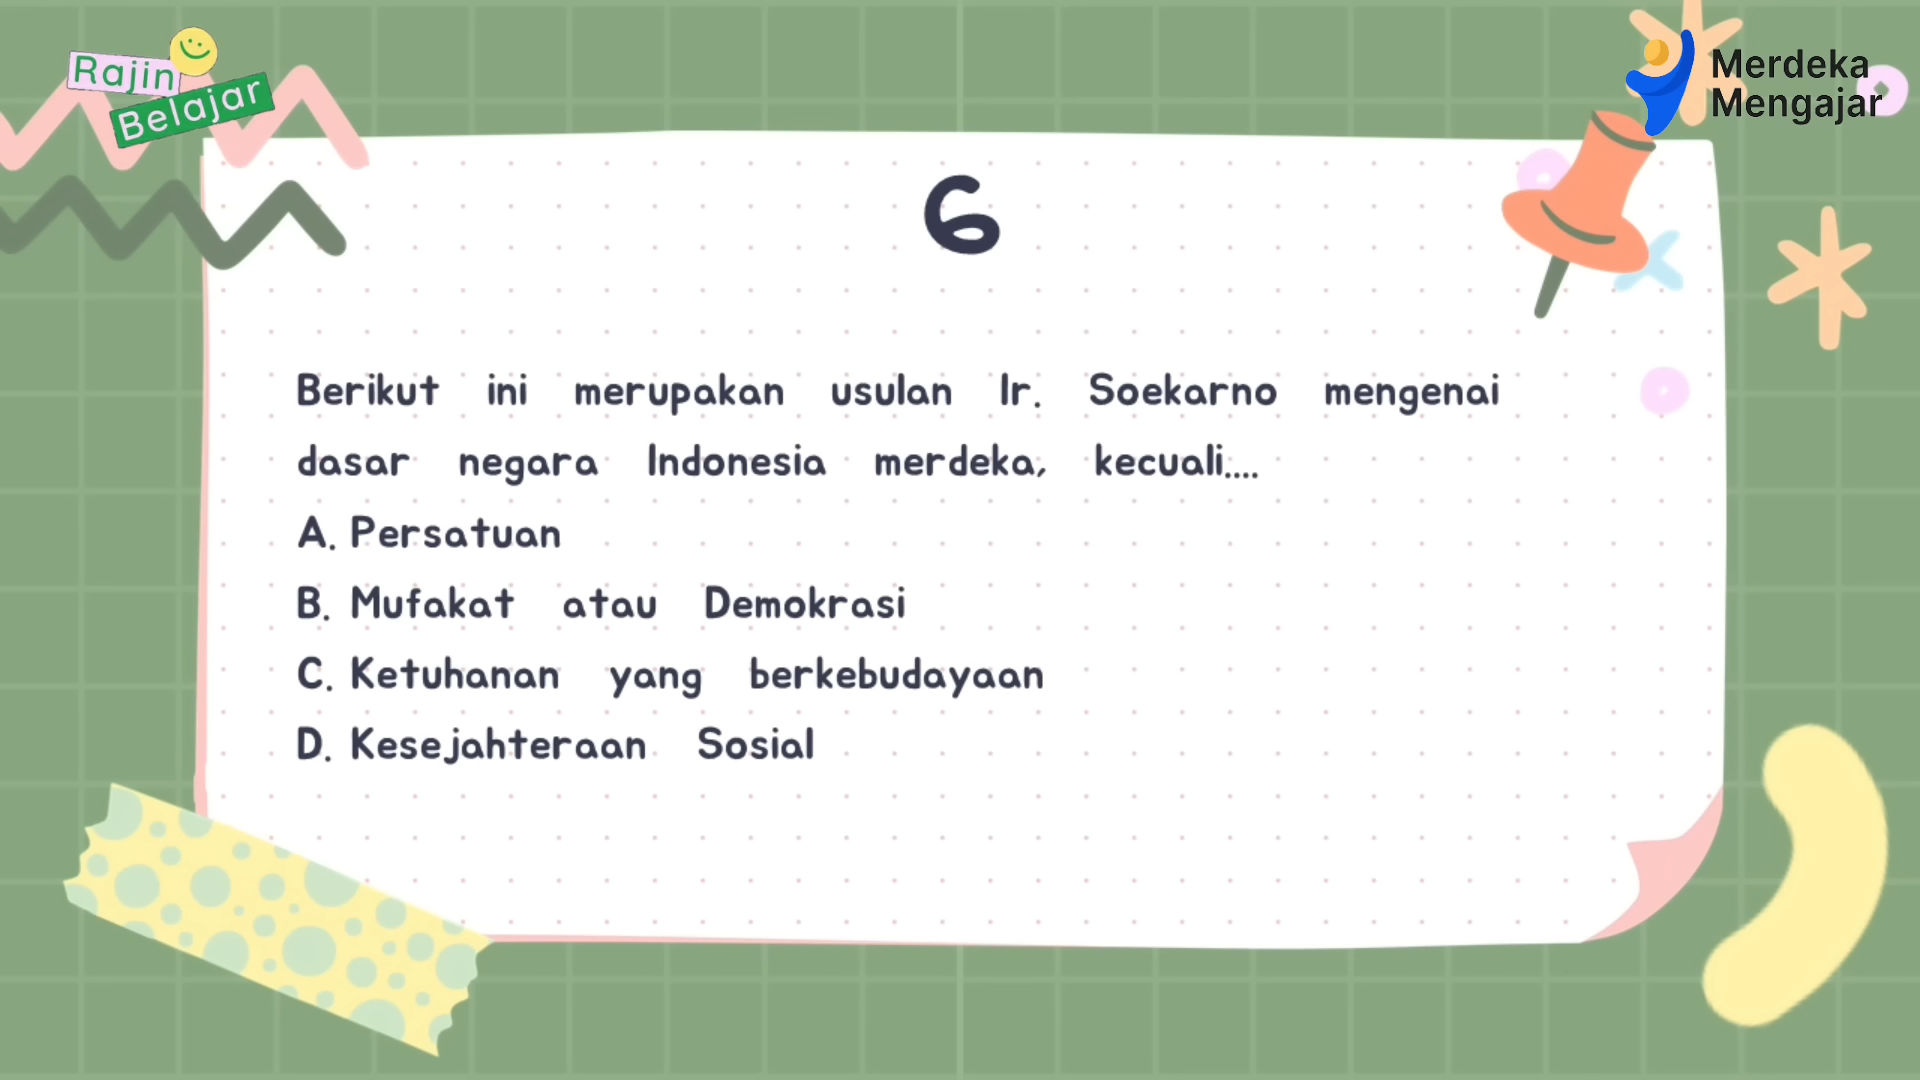 Rajin
Belajar
Merdeka
Mengajar
6
Berikut ini merupakan usulan Ir. Soekarno mengenai
dasar negara Indonesia merdeka, kecuali....
A. Persatuan
B. Mufakat atau Demokrasi
C. Ketuhanan yang berkebudayaan
D. Kesejahteraan Sosial